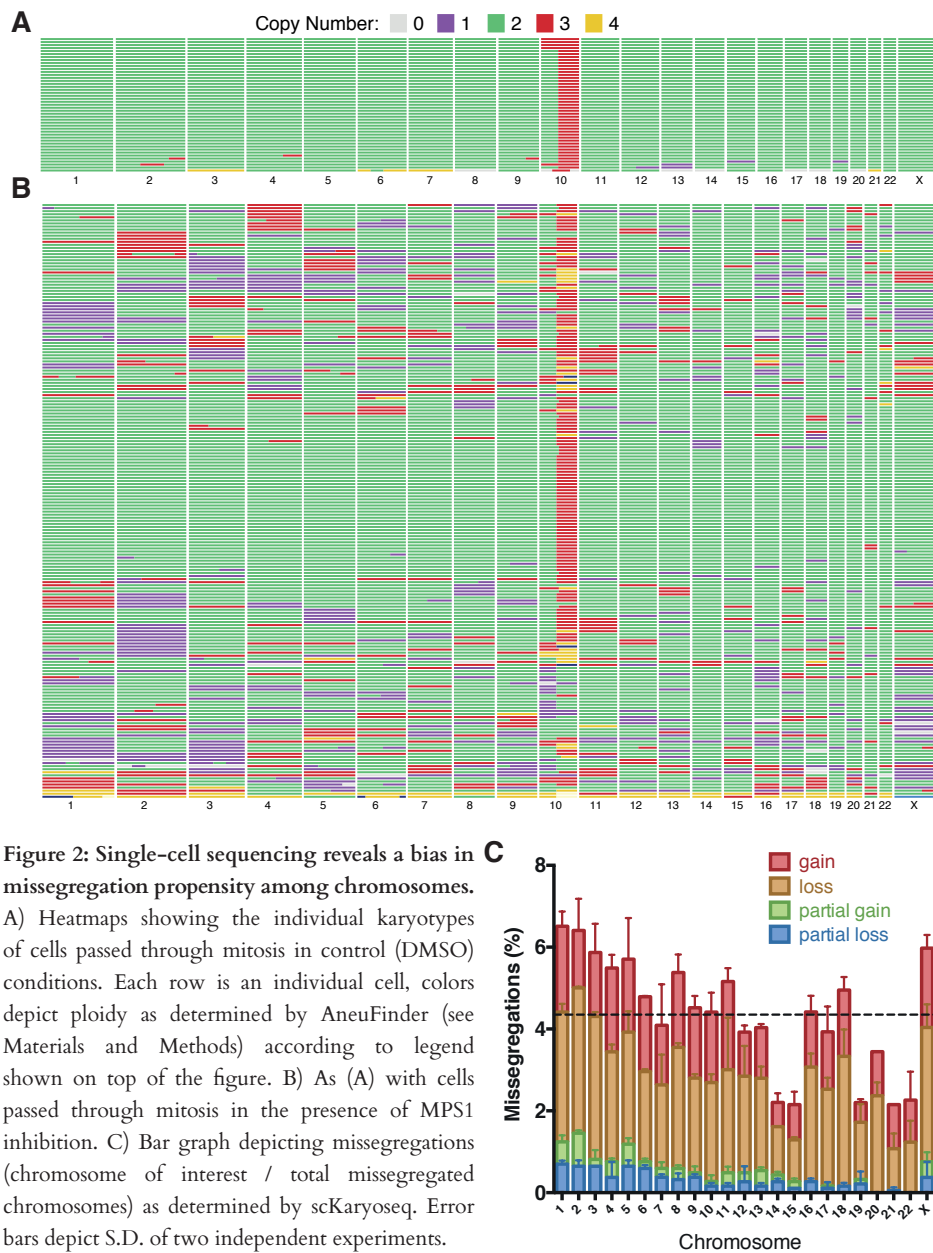 A
Copy Number: 0 1 2 3 4
1 2 3 4 5 6 7 8 9 10 11 12 13 14 15 16 17 18 19 20 21 22 X
B
1 2 3 4 5 6 7 8 9 10 11 12 13 14 15 16 17 18 19 20 21 22 X
Figure 2: Single-cell sequencing reveals a bias in
missegregation propensity among chromosomes.
A) Heatmaps showing the individual karyotypes
of cells passed through mitosis in control (DMSO)
conditions. Each row is an individual cell, colors
depict ploidy as determined by AneuFinder (see
Materials and Methods) according to legend
shown on top of the figure. B) As (A) with cells
passed through mitosis in the presence of MPS1
inhibition. C) Bar graph depicting missegregations
(chromosome of interest / total missegregated
chromosomes) as determined by scKaryoseq. Error
bars depict S.D. of two independent experiments.
C
gain
loss
partial gain
partial loss
Missegregations (%)
8
6
4
2
0
1 2 3 4 5 6 7 8 9 10 11 12 13 14 15 16 17 18 19 20 21 22 X
Chromosome